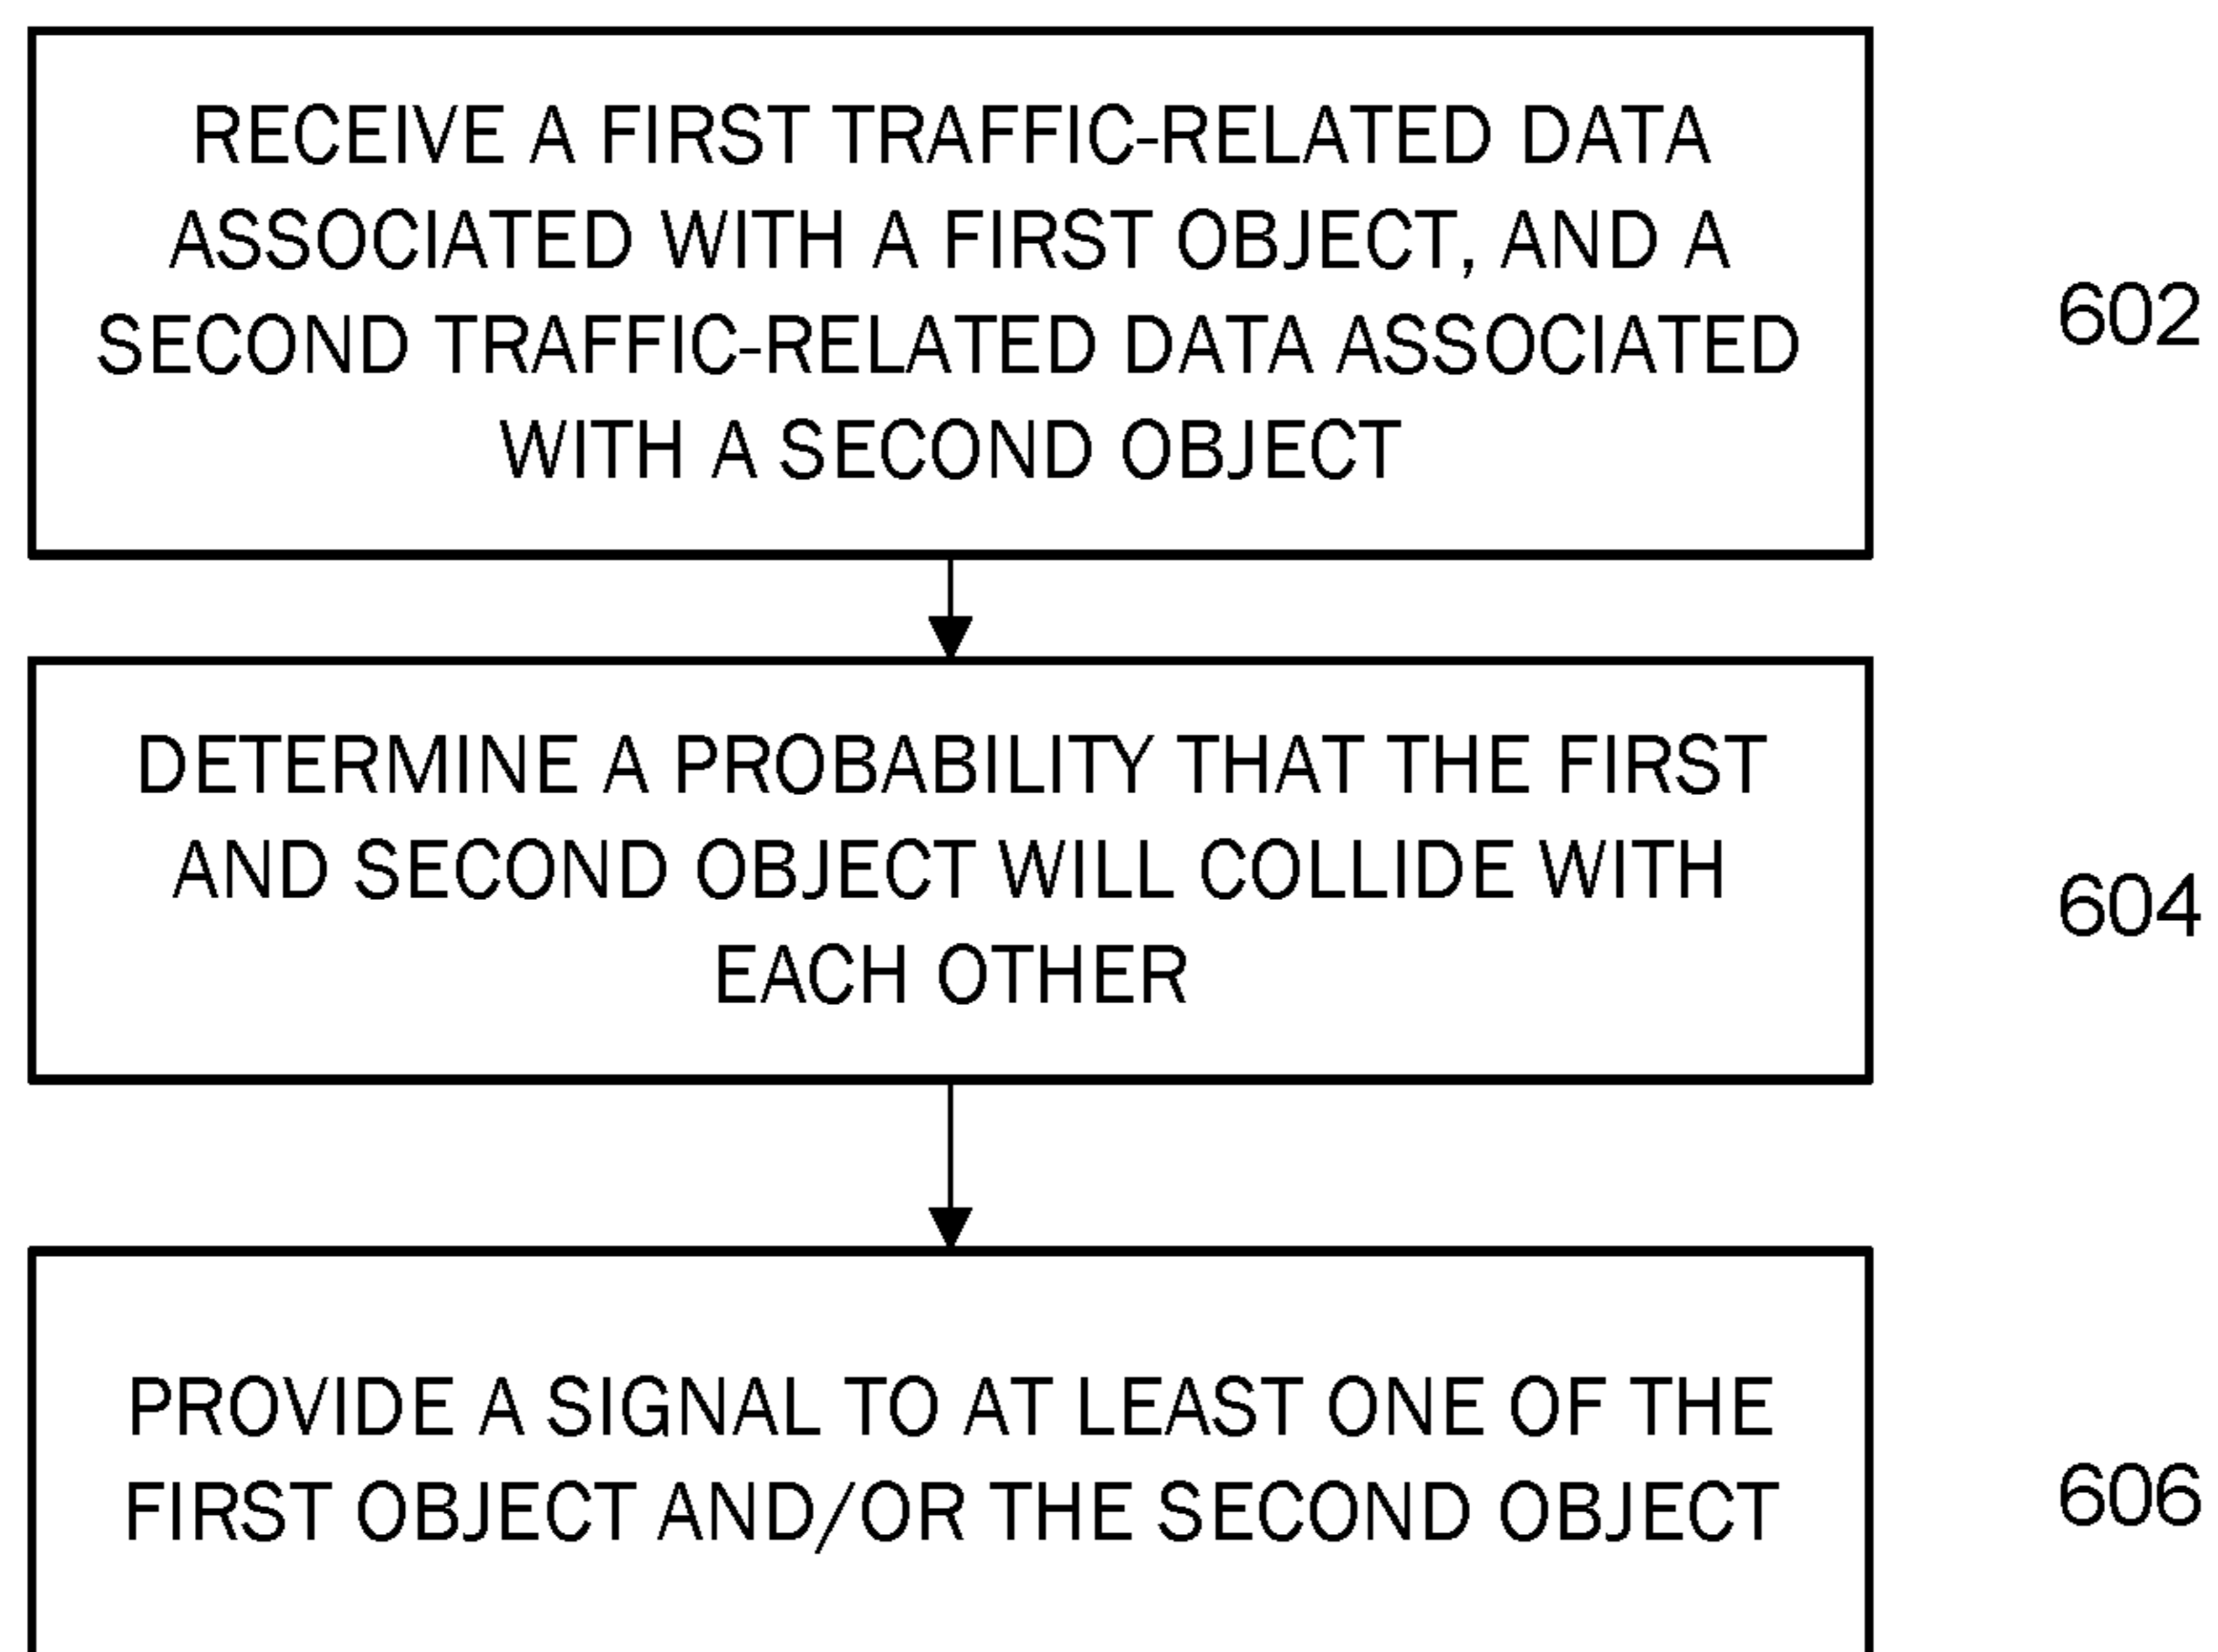 RECEIVE A FIRST TRAFFIC-RELATED DATA
ASSOCIATED WITH A FIRST OBJECT, AND A
SECOND TRAFFIC-RELATED DATA ASSOCIATED
WITH A SECOND OBJECT
602
DETERMINE A PROBABILITY THAT THE FIRST
AND SECOND OBJECT WILL COLLIDE WITH
EACH OTHER
604
PROVIDE A SIGNAL TO AT LEAST ONE OF THE
FIRST OBJECT AND/OR THE SECOND OBJECT
606